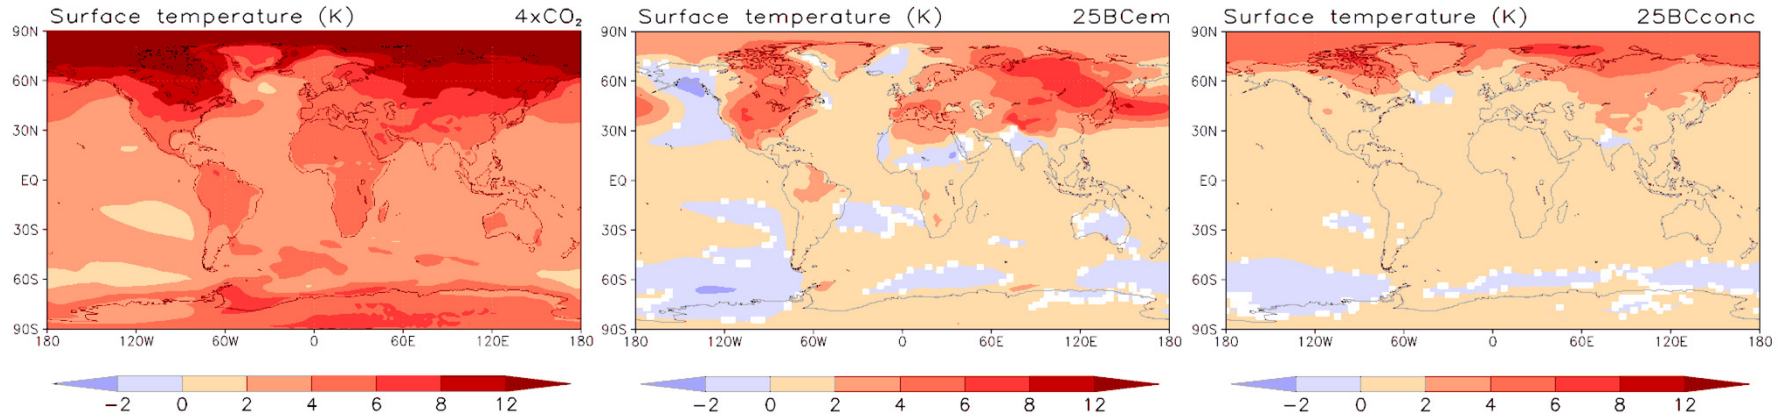 Surface temperature (K) 4xCO₂
90N
60N
30N
EQ
30S
60S
90S
180 120W 60W 0 60E 120E 180
−2 0 2 4 6 8 12
Surface temperature (K) 25BCem
90N
60N
30N
EQ
30S
60S
90S
180 120W 60W 0 60E 120E 180
−2 0 2 4 6 8 12
Surface temperature (K) 25BCconc
90N
60N
30N
EQ
30S
60S
90S
180 120W 60W 0 60E 120E 180
−2 0 2 4 6 8 12